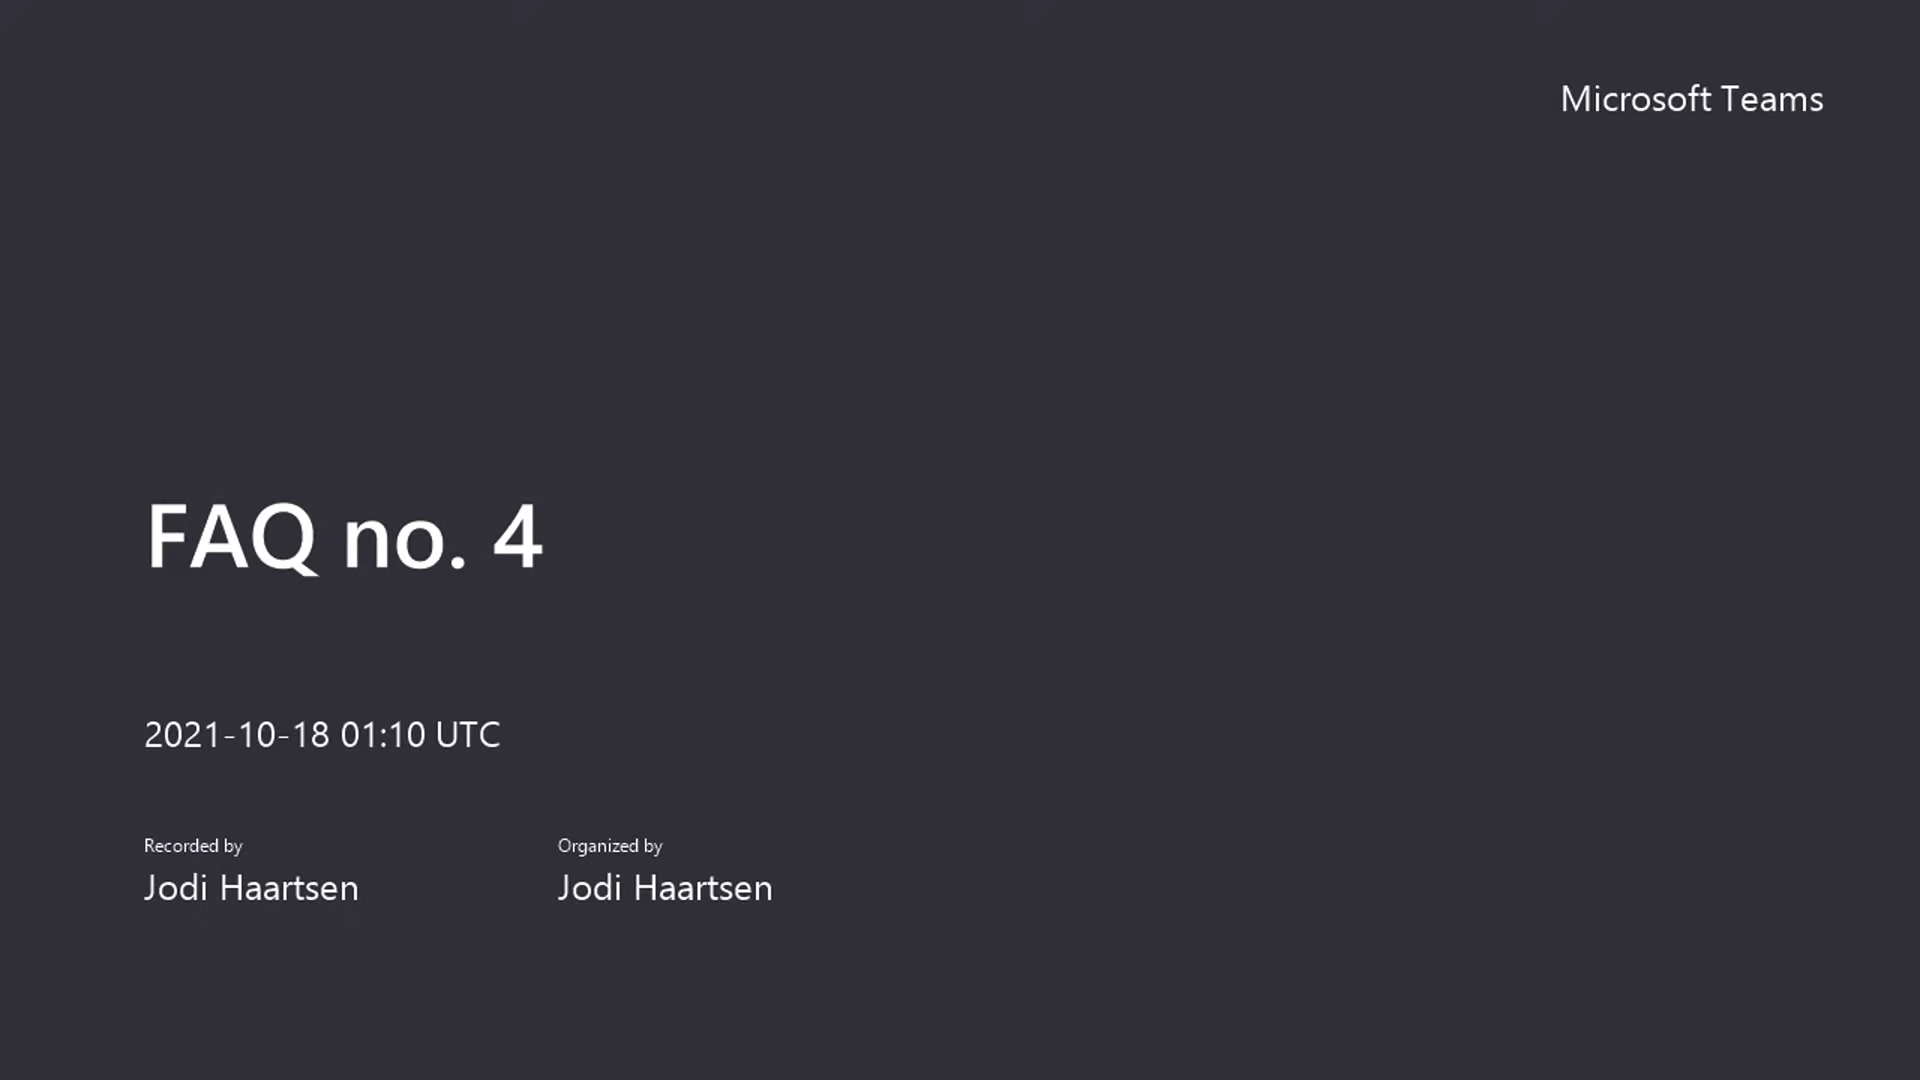 Microsoft Teams
FAQ no. 4
2021-10-18 01:10 UTC
Recorded by
Jodi Haartsen
Organized by
Jodi Haartsen